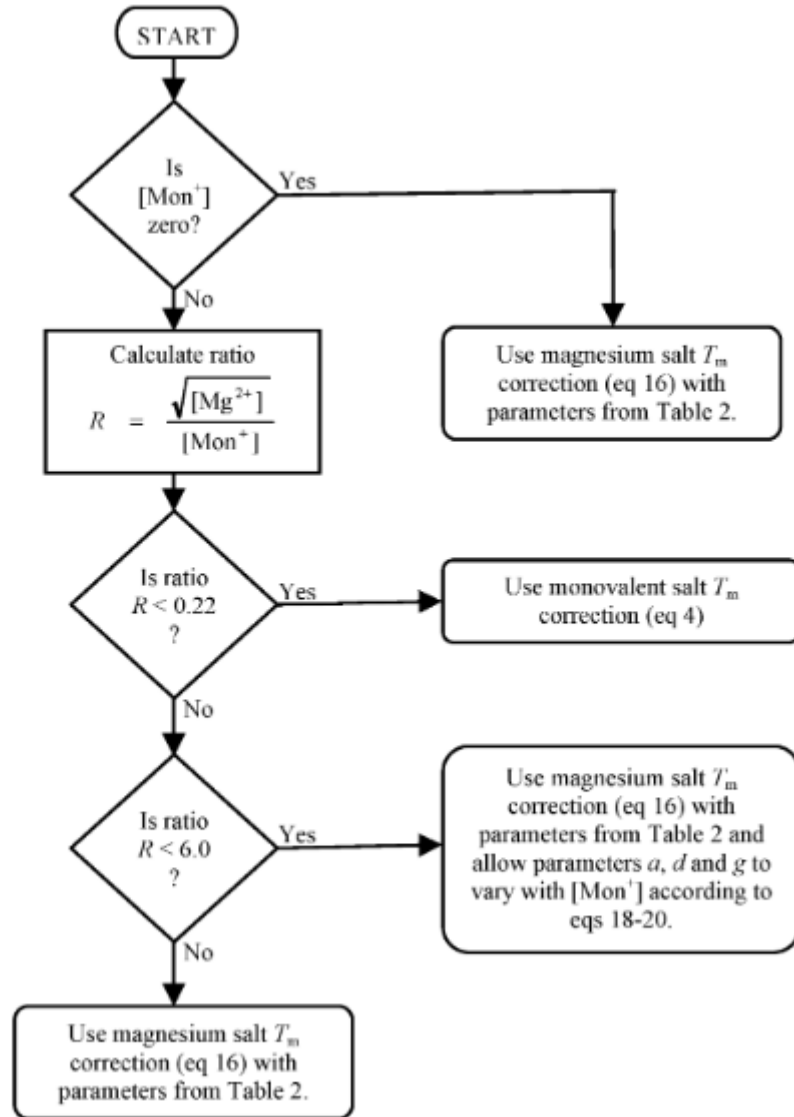 START
Is
[Mon⁺]
zero?
Yes
No
Use magnesium salt Tₘ
correction (eq 16) with
parameters from Table 2.
Calculate ratio
R = √[Mg²⁺] / [Mon⁺]
Is ratio
R < 0.22
?
Yes
No
Use monovalent salt Tₘ
correction (eq 4)
Is ratio
R < 6.0
?
Yes
No
Use magnesium salt Tₘ
correction (eq 16) with
parameters from Table 2 and
allow parameters a, d and g to
vary with [Mon⁺] according to
eqs 18-20.
Use magnesium salt Tₘ
correction (eq 16) with
parameters from Table 2.